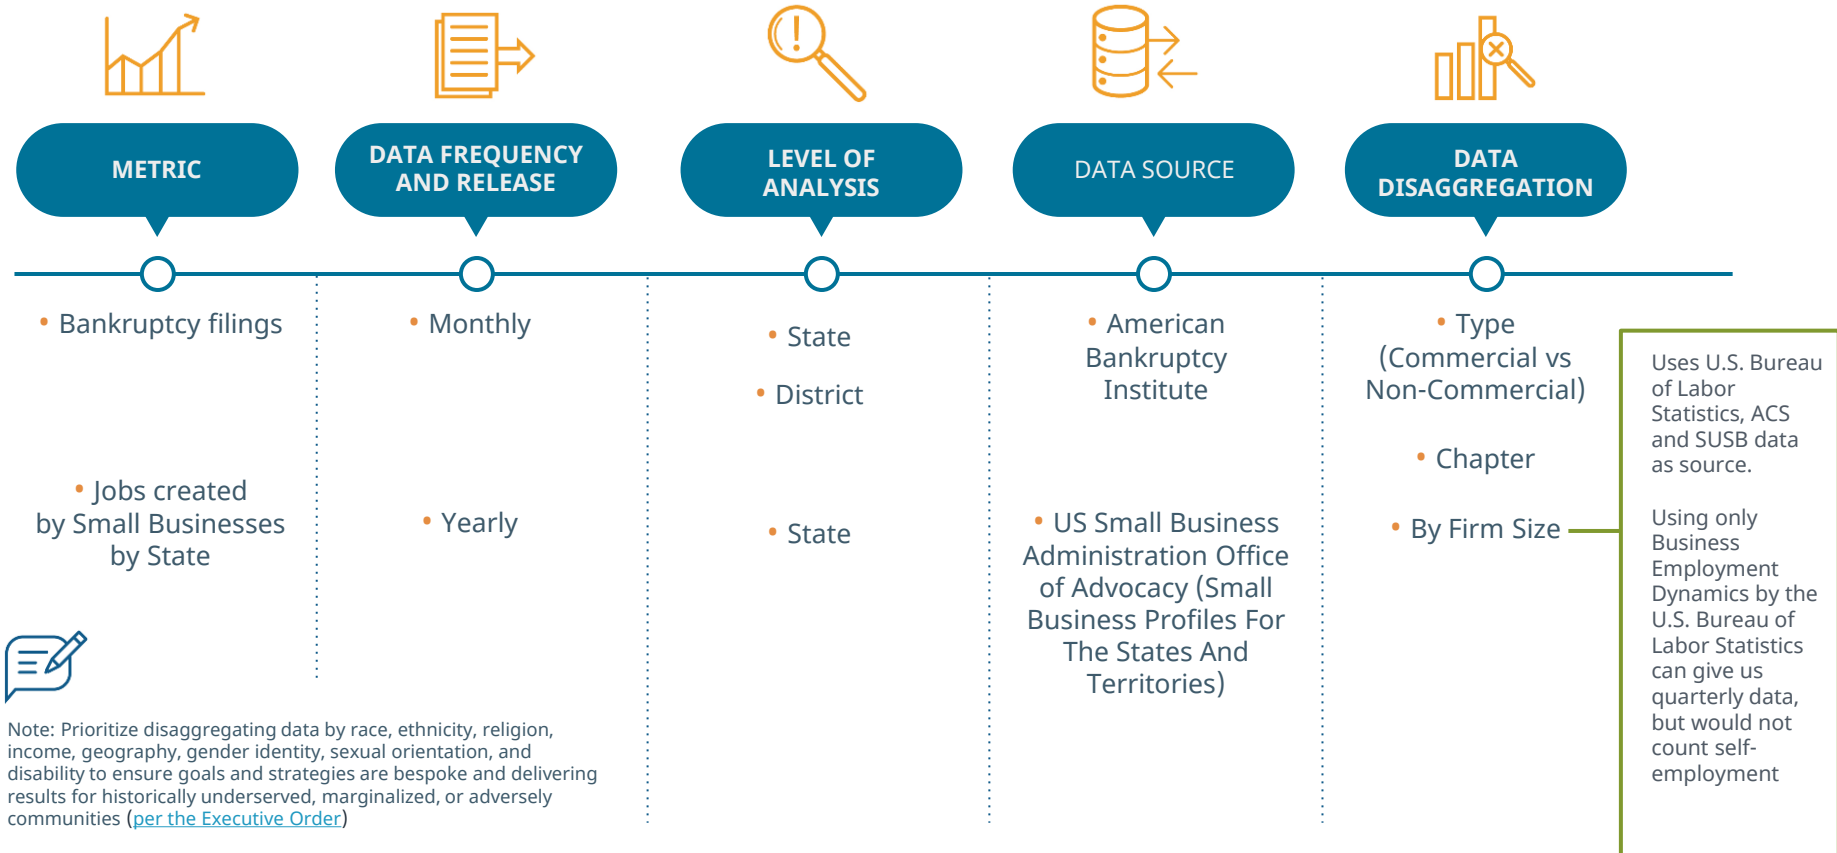 METRIC
DATA FREQUENCY
AND RELEASE
LEVEL OF
ANALYSIS
DATA SOURCE
DATA
DISAGGREGATION
• Bankruptcy filings
• Monthly
• State
• District
• American
Bankruptcy
Institute
• Type
(Commercial vs
Non-Commercial)
• Chapter
• Jobs created
by Small Businesses
by State
• Yearly
• State
• US Small Business
Administration Office
of Advocacy (Small
Business Profiles For
The States And
Territories)
• By Firm Size
Uses U.S. Bureau
of Labor
Statistics, ACS
and SUSB data
as source.
Using only
Business
Employment
Dynamics by the
U.S. Bureau of
Labor Statistics
can give us
quarterly data,
but would not
count self-
employment
Note: Prioritize disaggregating data by race, ethnicity, religion,
income, geography, gender identity, sexual orientation, and
disability to ensure goals and strategies are bespoke and delivering
results for historically underserved, marginalized, or adversely
communities (per the Executive Order)